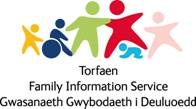 Torfaen
Family Information Service
Gwasanaeth Gwybodaeth i Deuluoedd